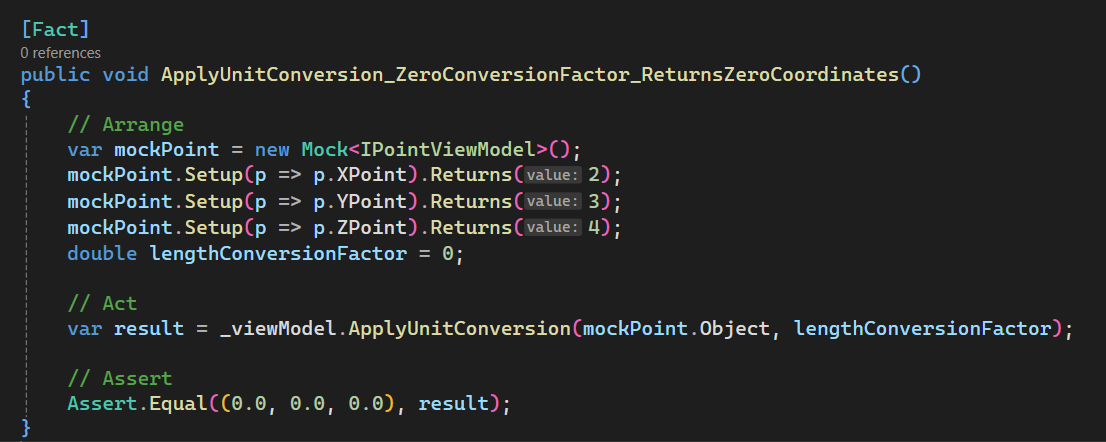 [Fact]
0 references
public void ApplyUnitConversion_ZeroConversionFactor_ReturnsZeroCoordinates()
{
    // Arrange
    var mockPoint = new Mock<IPointViewModel>();
    mockPoint.Setup(p => p.XPoint).Returns(value: 2);
    mockPoint.Setup(p => p.YPoint).Returns(value: 3);
    mockPoint.Setup(p => p.ZPoint).Returns(value: 4);
    double lengthConversionFactor = 0;

    // Act
    var result = _viewModel.ApplyUnitConversion(mockPoint.Object, lengthConversionFactor);

    // Assert
    Assert.Equal((0.0, 0.0, 0.0), result);
}